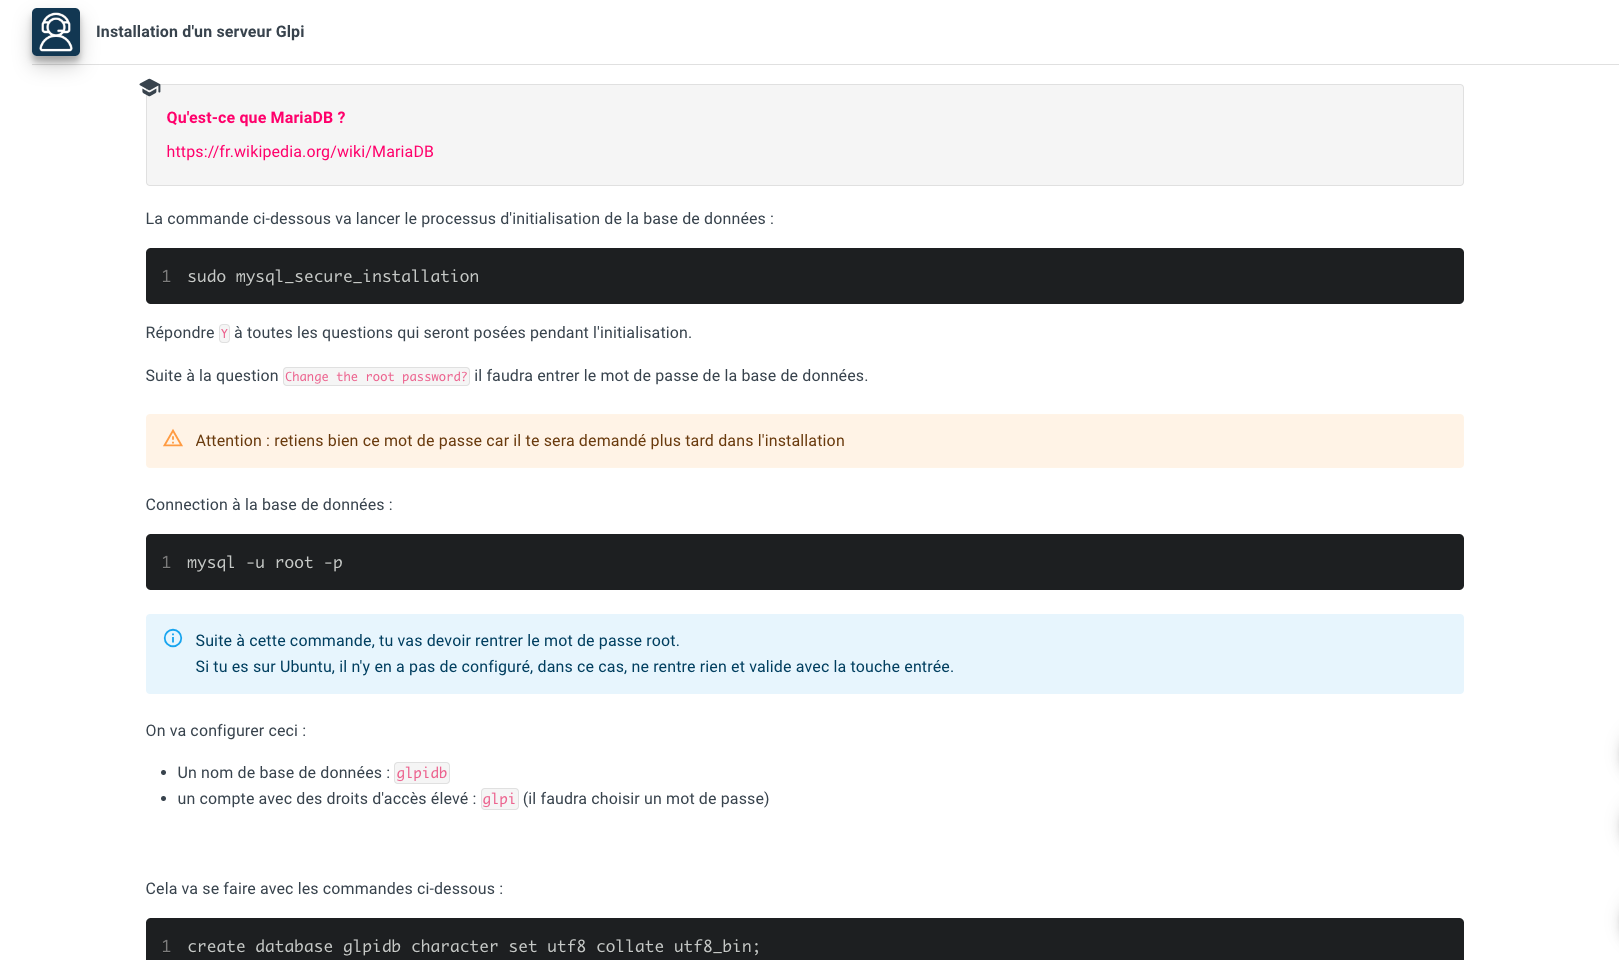 Installation d'un serveur Glpi
Qu'est-ce que MariaDB ?
https://fr.wikipedia.org/wiki/MariaDB
La commande ci-dessous va lancer le processus d'initialisation de la base de données :
1 sudo mysql_secure_installation
Répondre Y à toutes les questions qui seront posées pendant l'initialisation.
Suite à la question Change the root password? il faudra entrer le mot de passe de la base de données.
Attention : retiens bien ce mot de passe car il te sera demandé plus tard dans l'installation
Connection à la base de données :
1 mysql -u root -p
Suite à cette commande, tu vas devoir rentrer le mot de passe root.
Si tu es sur Ubuntu, il n'y en a pas de configuré, dans ce cas, ne rentre rien et valide avec la touche entrée.
On va configurer ceci :
• Un nom de base de données : glpidb
• un compte avec des droits d'accès élevé : glpi (il faudra choisir un mot de passe)
Cela va se faire avec les commandes ci-dessous :
1 create database glpidb character set utf8 collate utf8_bin;